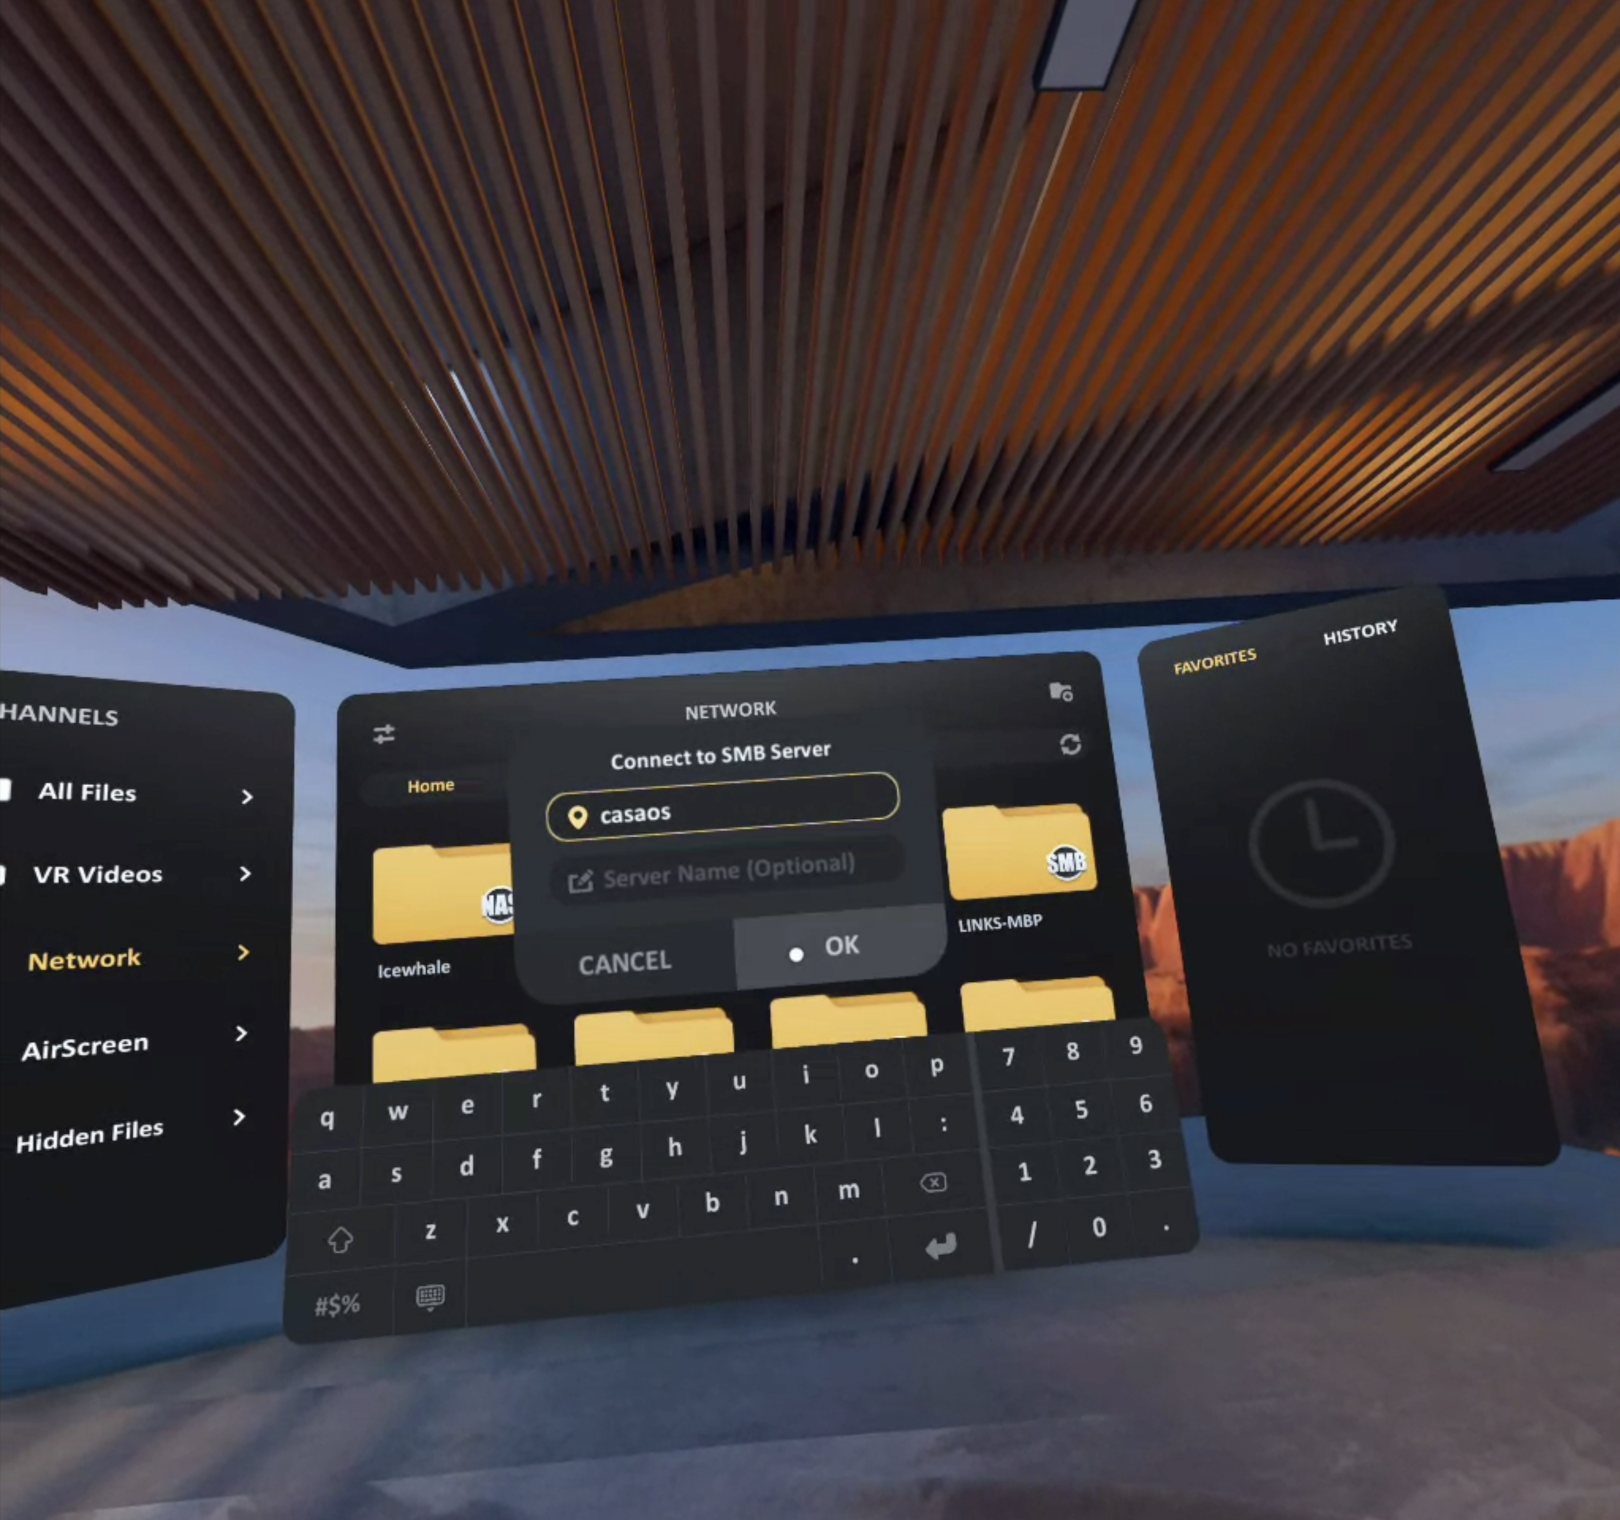 HANNELS
All Files
VR Videos
Network
AirScreen
Hidden Files
NETWORK
Home
Connect to SMB Server
casaos
Server Name (Optional)
CANCEL
OK
NAS
Icewhale
SMB
LINKS-MBP
FAVORITES
HISTORY
NO FAVORITES
q w e r t y u i o p 7 8 9
a s d f g h j k l : 4 5 6
z x c v b n m 1 2 3
#$% . / 0 .